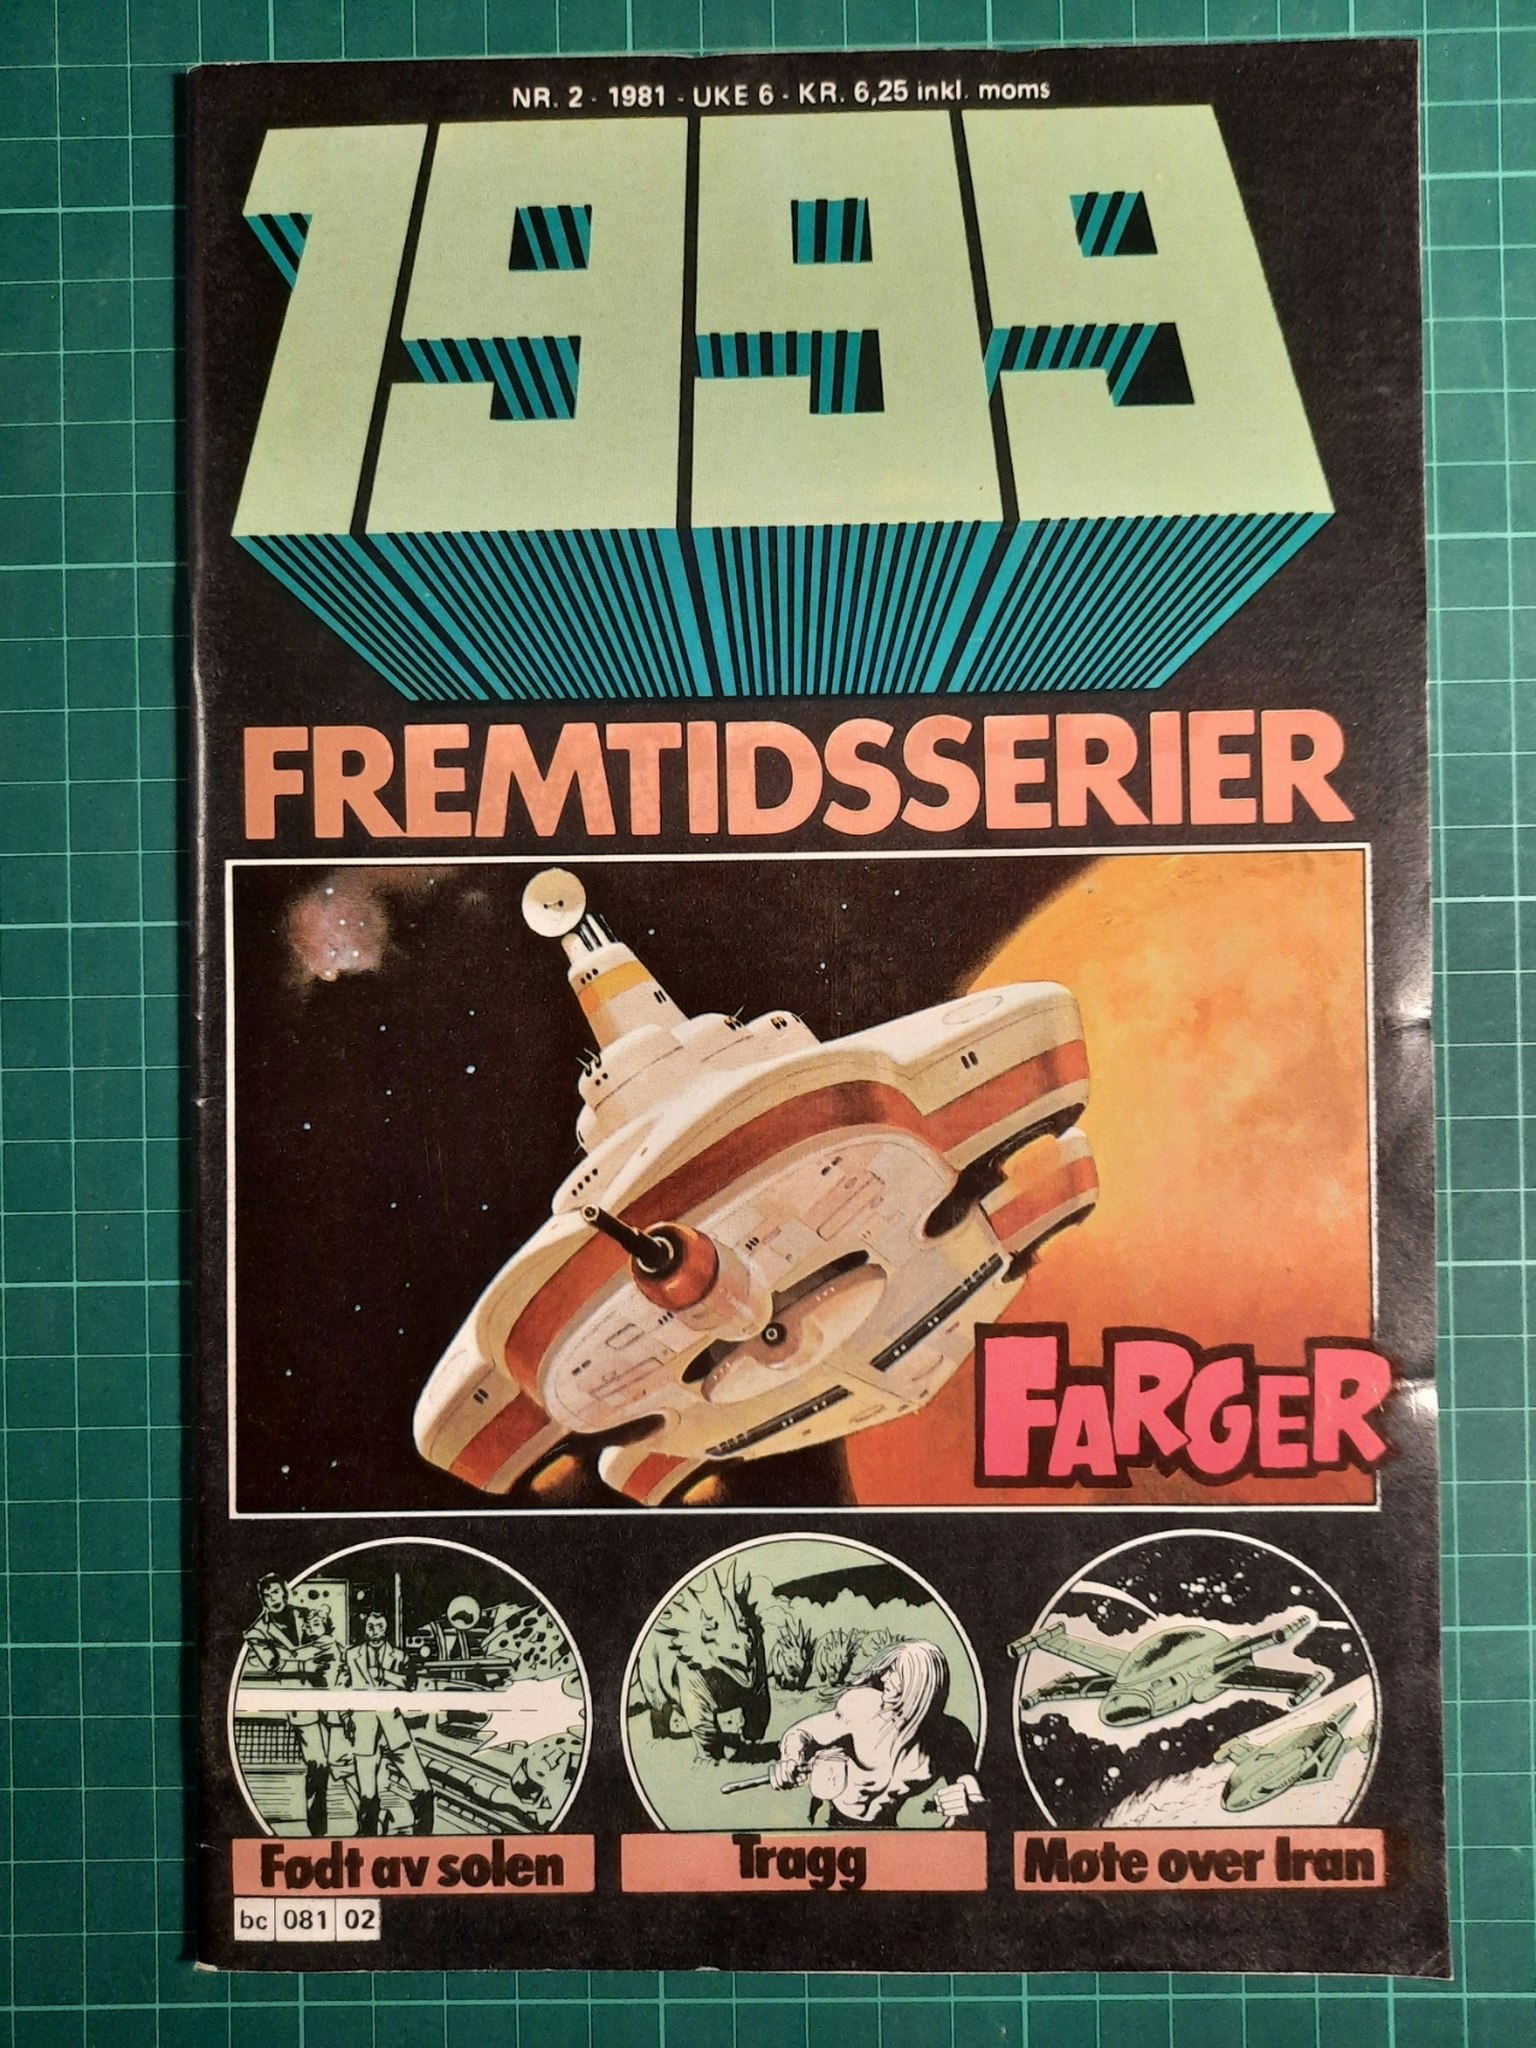 NR. 2 - 1981 - UKE 6 - KR. 6,25 inkl. moms
1999
FREMTIDSSERIER
FARGER
Født av solen
Tragg
Møte over Iran
bc 081 02